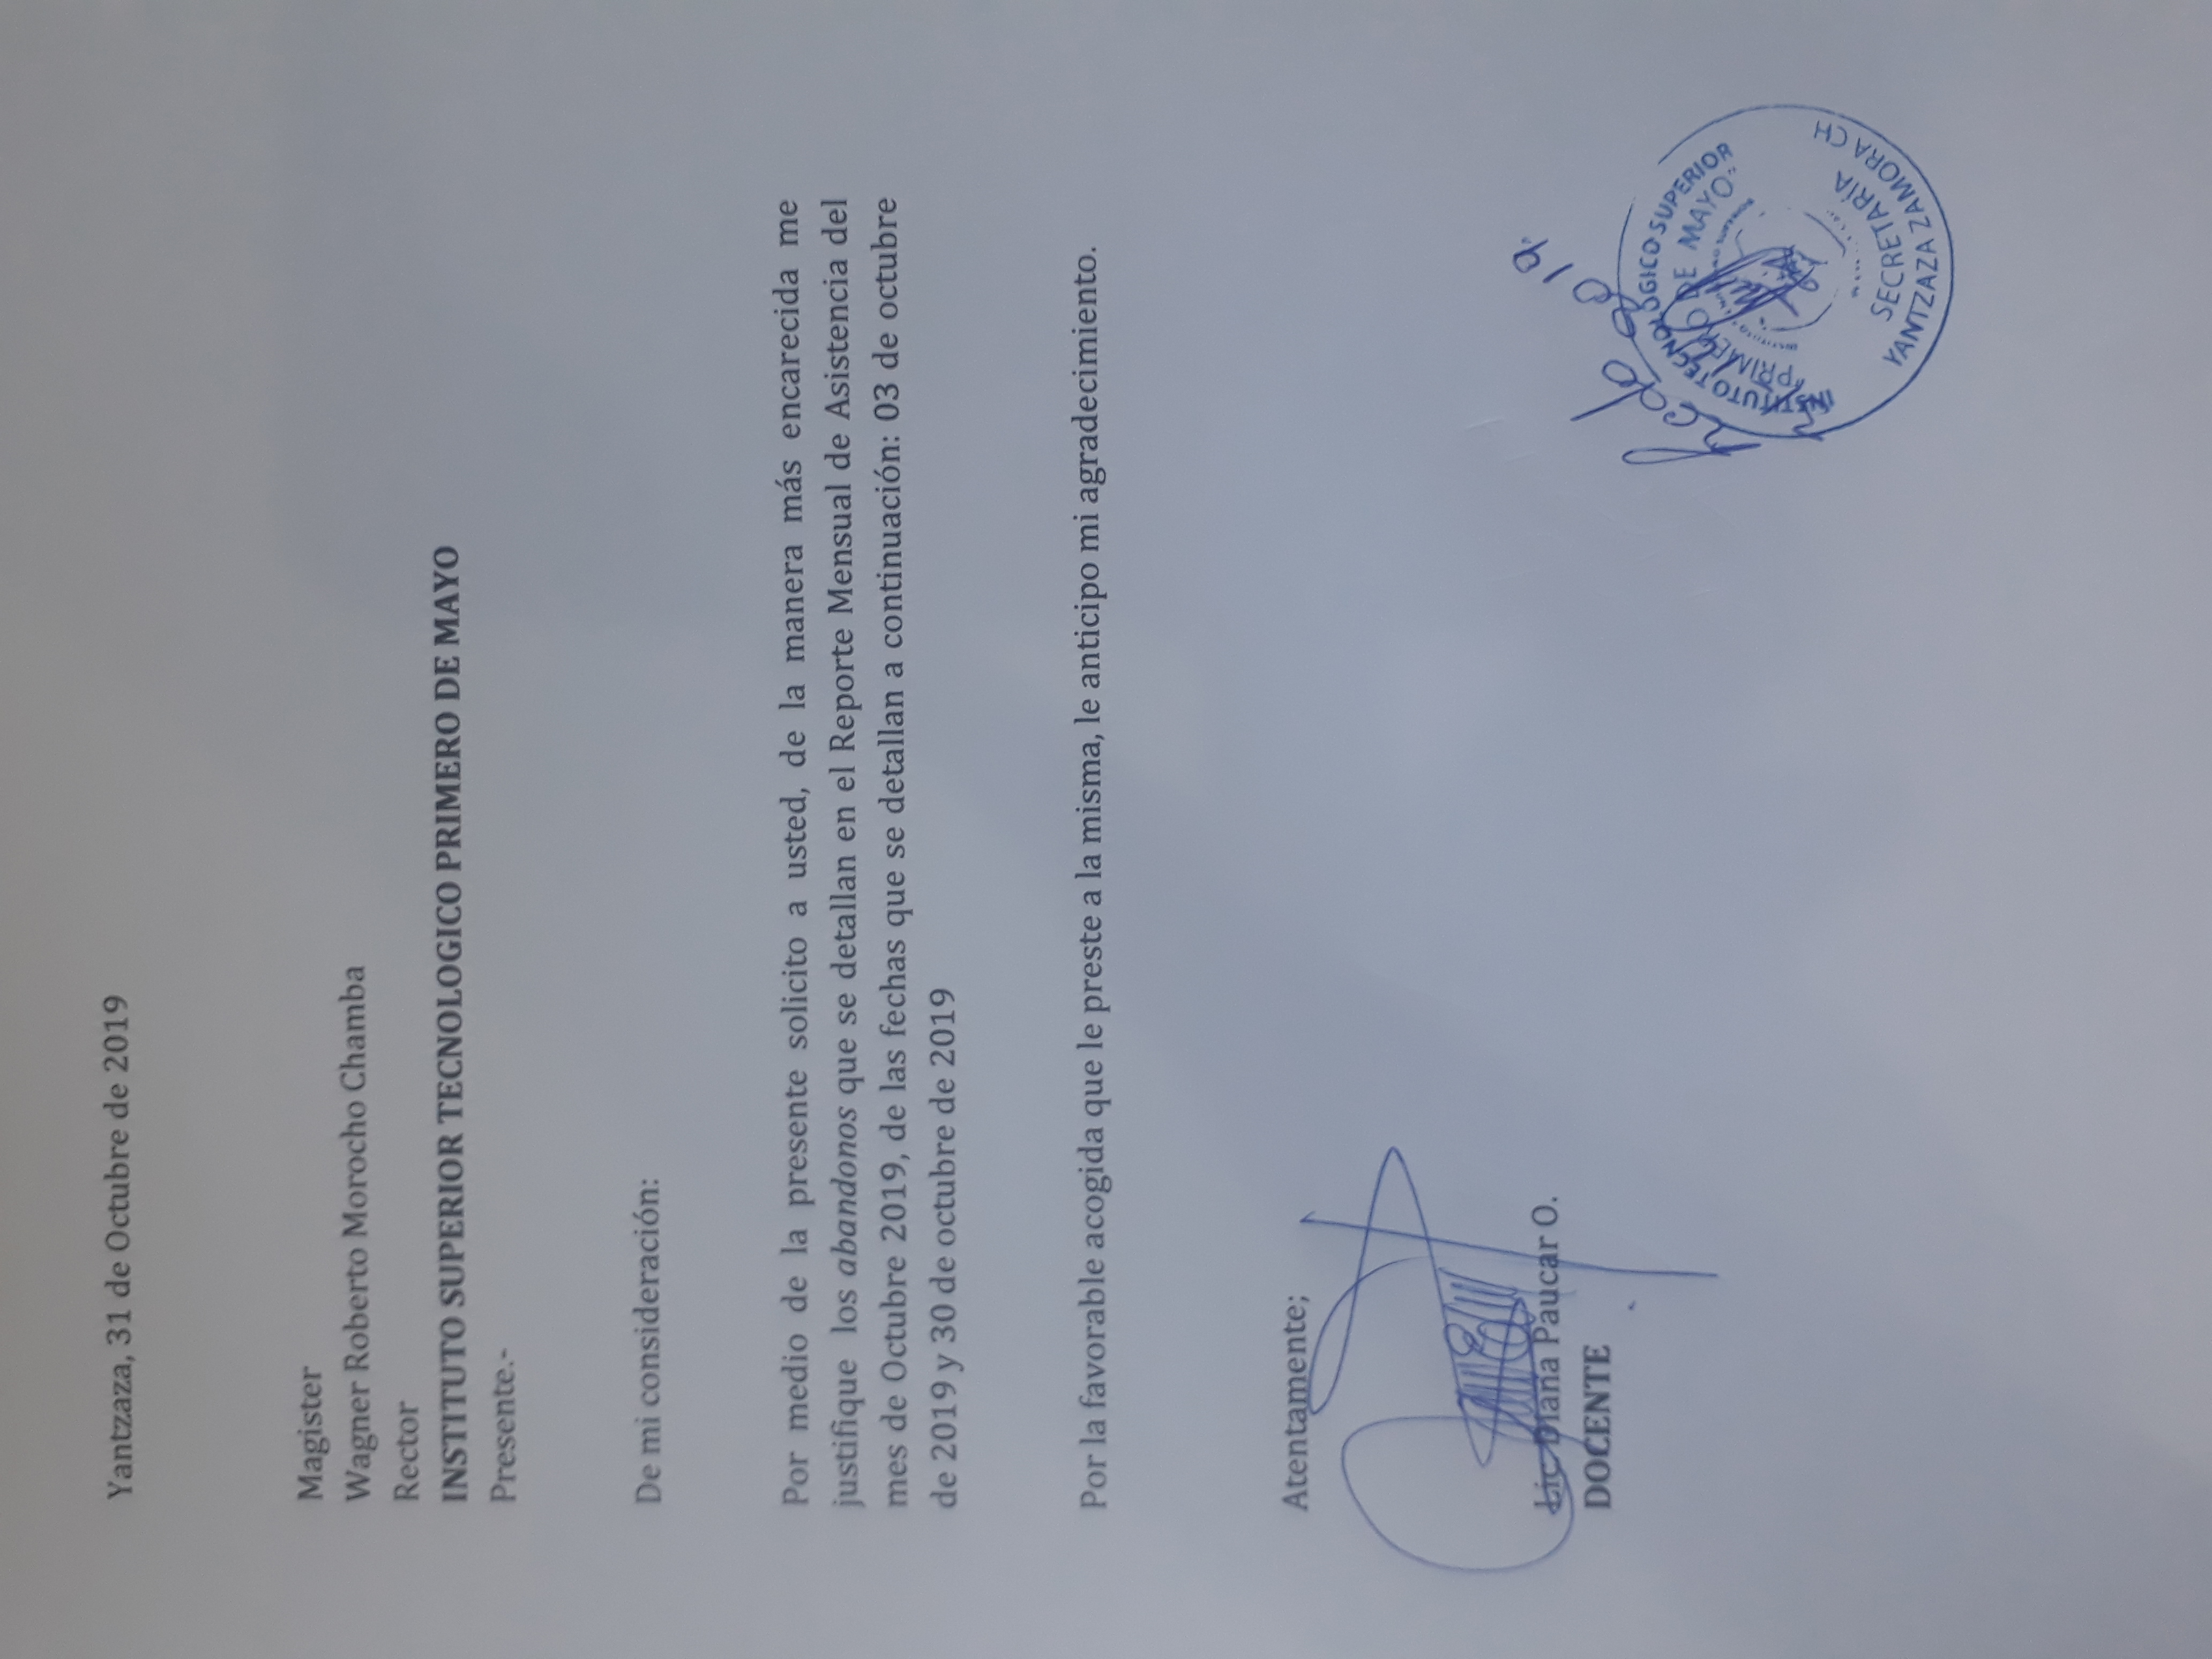 Yantzaza, 31 de Octubre de 2019
Magister
Wagner Roberto Morocho Chamba
Rector
INSTITUTO SUPERIOR TECNOLOGICO PRIMERO DE MAYO
Presente.-
De mi consideración:
Por medio de la presente solicito a usted, de la manera más encarecida me
justifique los abandonos que se detallan en el Reporte Mensual de Asistencia del
mes de Octubre 2019, de las fechas que se detallan a continuación: 03 de octubre
de 2019 y 30 de octubre de 2019
Por la favorable acogida que le preste a la misma, le anticipo mi agradecimiento.
Atentamente;
Lic Diana Paucar O.
DOCENTE
Rcdo
2019
INSTITUTO TECNOLÓGICO SUPERIOR
"PRIMERO DE MAYO"
SECRETARÍA
YANTZAZA ZAMORA CH